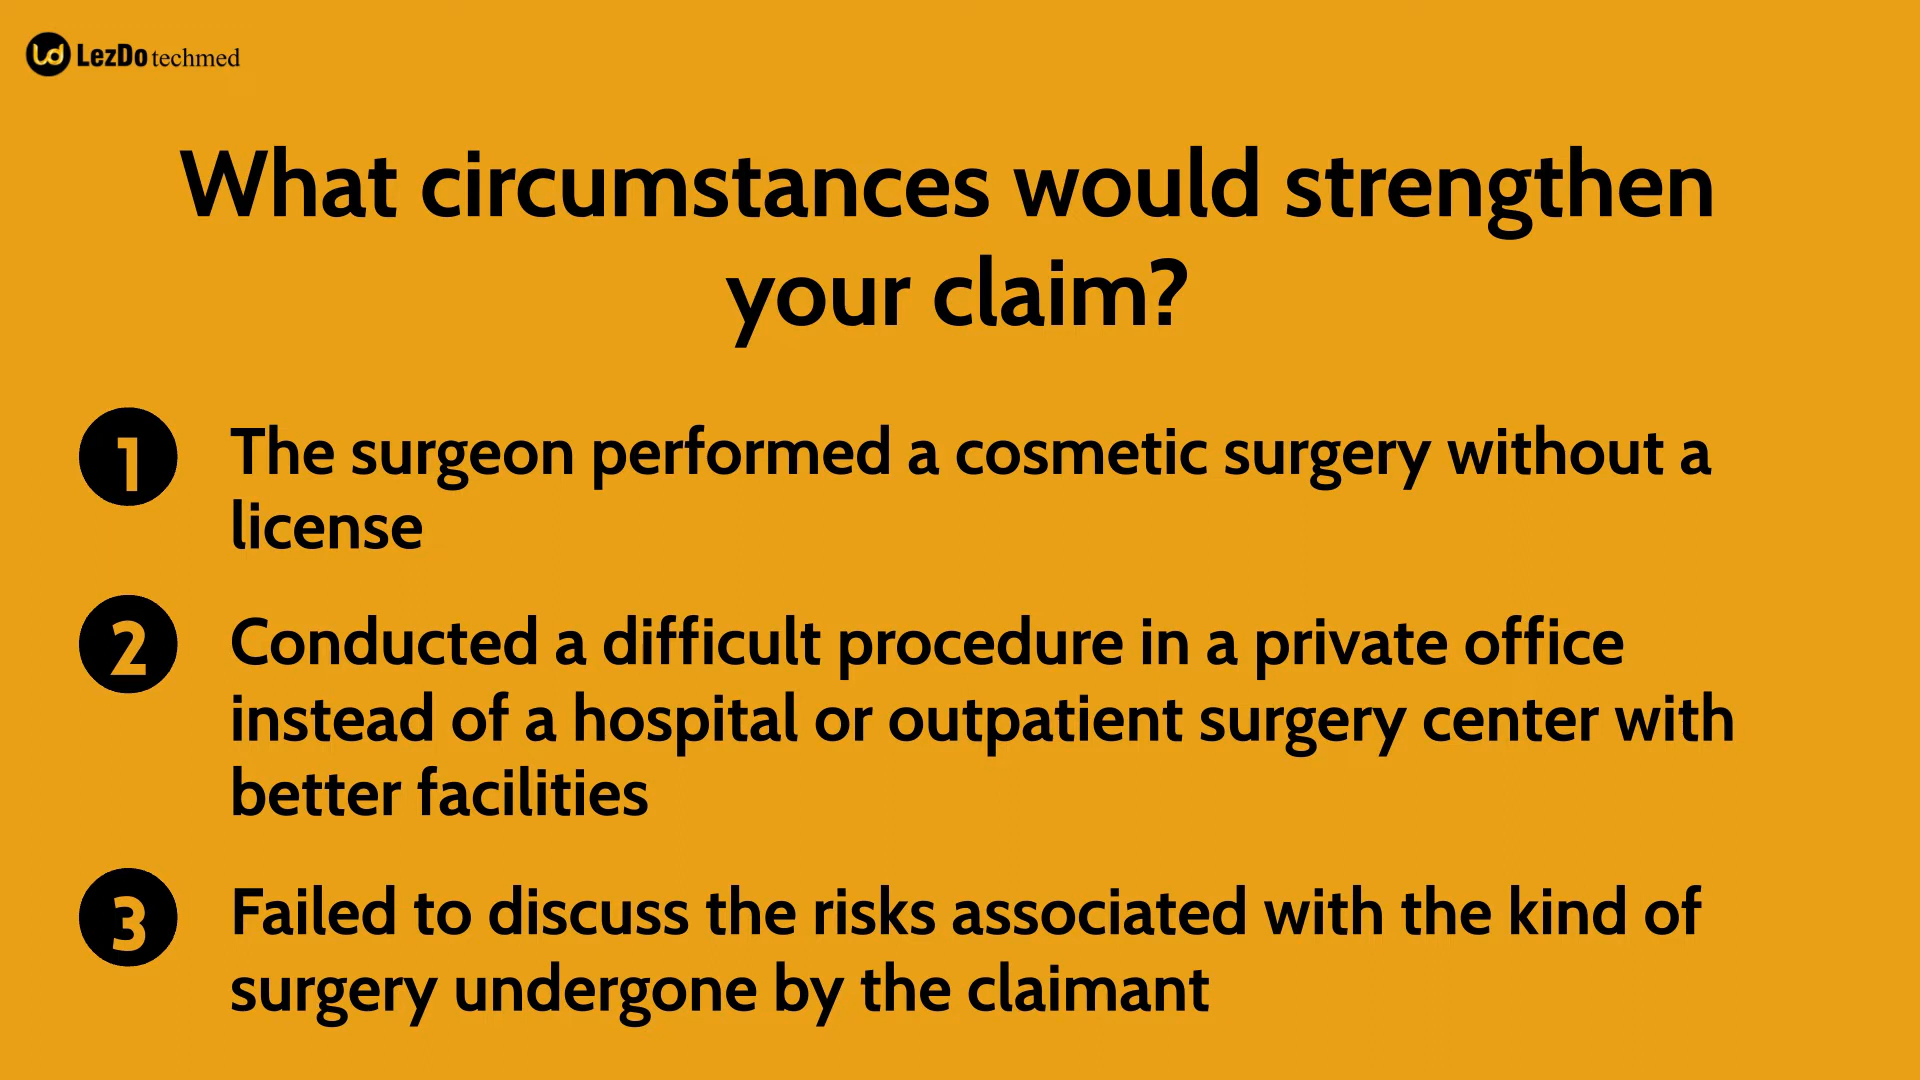 LezDo techmed
What circumstances would strengthen
your claim?
1 The surgeon performed a cosmetic surgery without a
license
2 Conducted a difficult procedure in a private office
instead of a hospital or outpatient surgery center with
better facilities
3 Failed to discuss the risks associated with the kind of
surgery undergone by the claimant